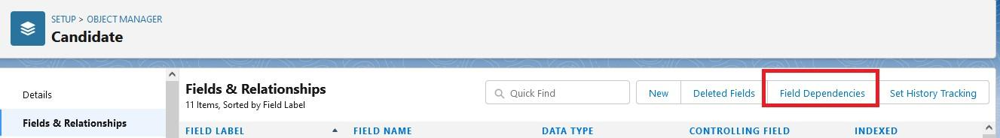 SETUP > OBJECT MANAGER
Candidate
Details
Fields & Relationships
Fields & Relationships
11 Items, Sorted by Field Label
Quick Find
New
Deleted Fields
Field Dependencies
Set History Tracking
FIELD LABEL
FIELD NAME
DATA TYPE
CONTROLLING FIELD
INDEXED